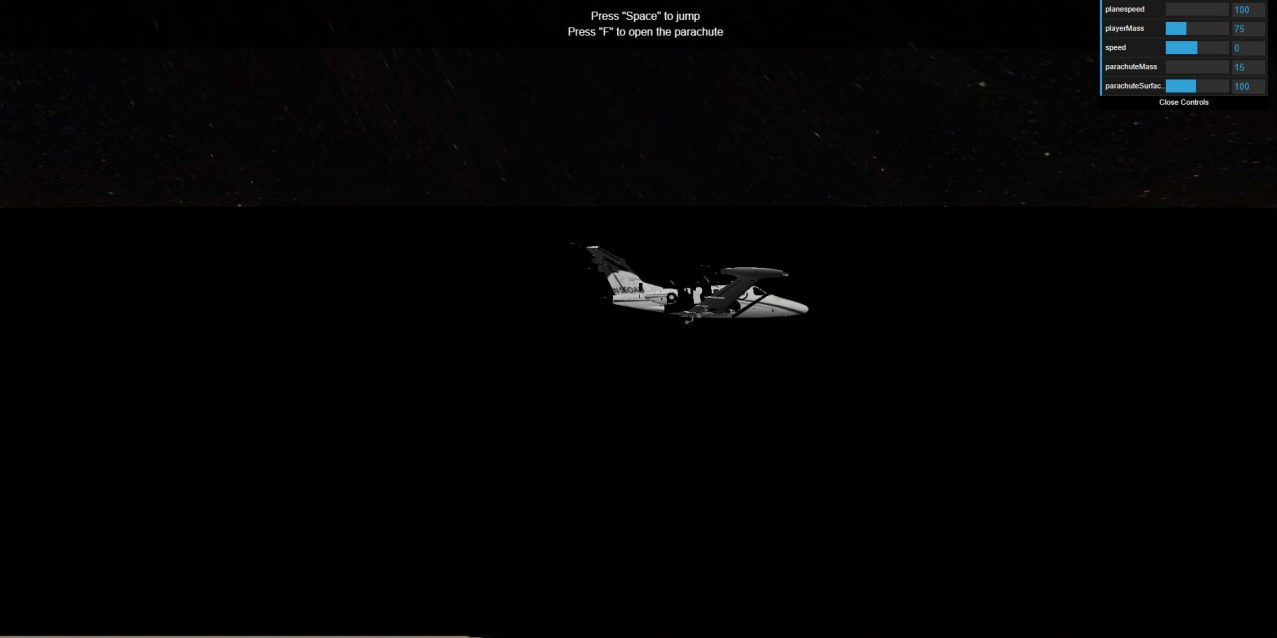 Press "Space" to jump
Press "F" to open the parachute
planespeed 100
playerMass 75
speed 0
parachuteMass 15
parachuteSurfac... 100
Close Controls